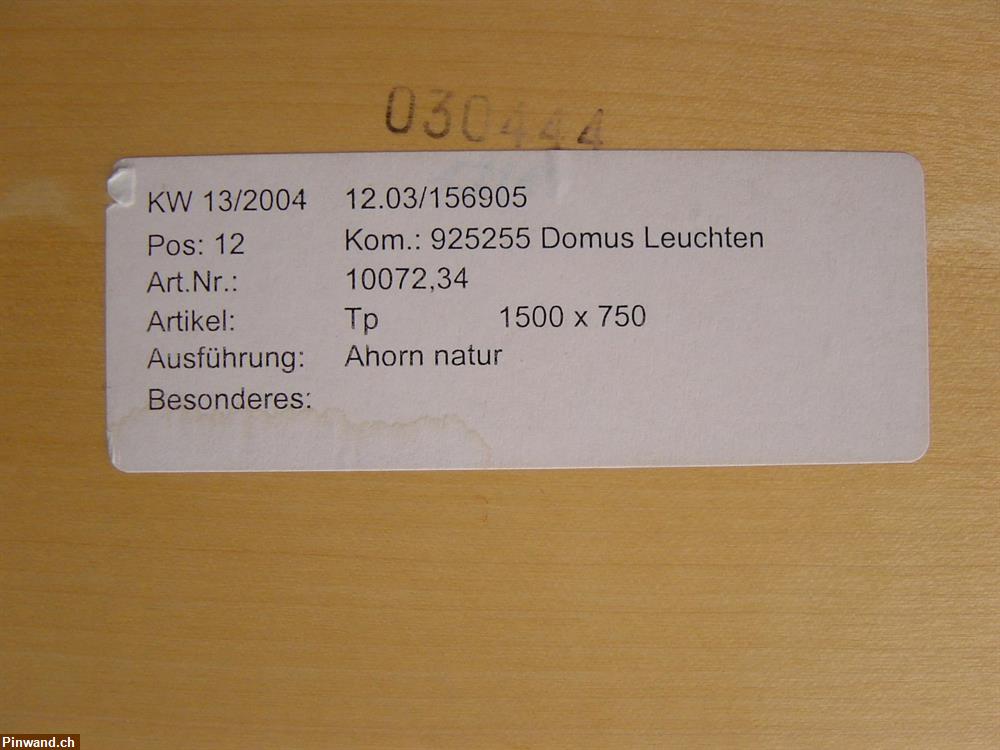 030444
KW 13/2004 12.03/156905
Pos: 12 Kom.: 925255 Domus Leuchten
Art.Nr.: 10072,34
Artikel: Tp 1500 x 750
Ausführung: Ahorn natur
Besonderes:
Pinwand.ch